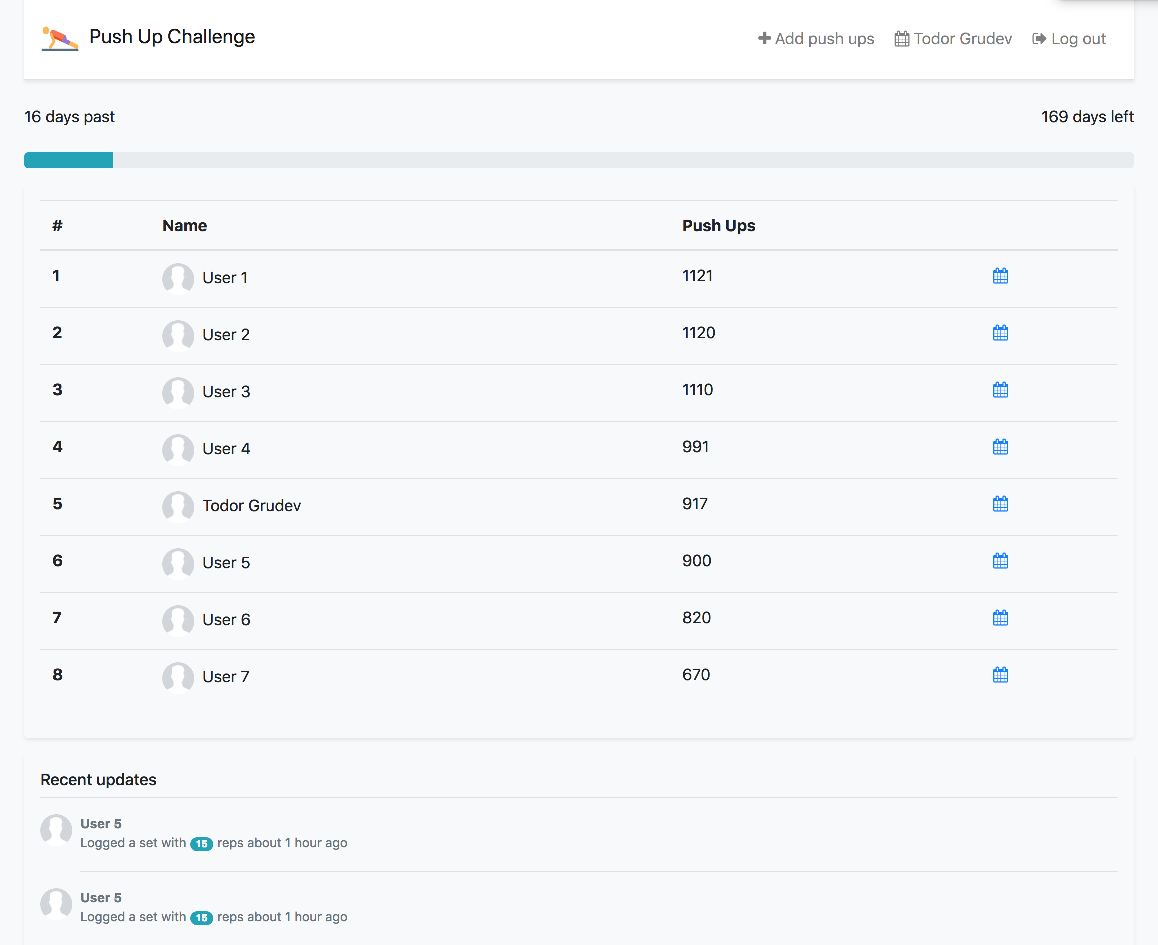 Push Up Challenge
Add push ups Todor Grudev Log out
16 days past 169 days left
# Name Push Ups
1 User 1 1121
2 User 2 1120
3 User 3 1110
4 User 4 991
5 Todor Grudev 917
6 User 5 900
7 User 6 820
8 User 7 670
Recent updates
User 5
Logged a set with 15 reps about 1 hour ago
User 5
Logged a set with 15 reps about 1 hour ago